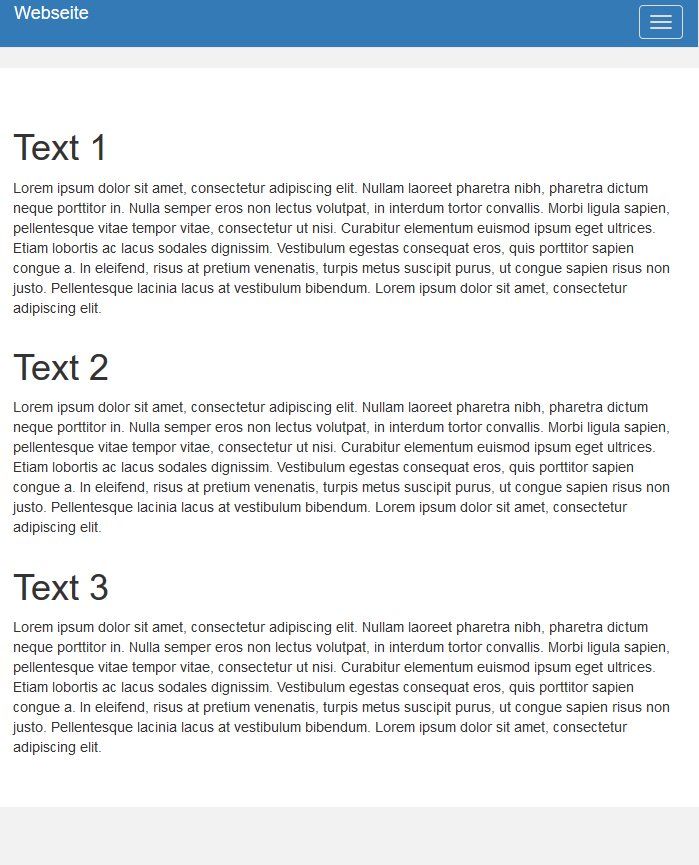 Webseite
Text 1
Lorem ipsum dolor sit amet, consectetur adipiscing elit. Nullam laoreet pharetra nibh, pharetra dictum
neque porttitor in. Nulla semper eros non lectus volutpat, in interdum tortor convallis. Morbi ligula sapien,
pellentesque vitae tempor vitae, consectetur ut nisi. Curabitur elementum euismod ipsum eget ultrices.
Etiam lobortis ac lacus sodales dignissim. Vestibulum egestas consequat eros, quis porttitor sapien
congue a. In eleifend, risus at pretium venenatis, turpis metus suscipit purus, ut congue sapien risus non
justo. Pellentesque lacinia lacus at vestibulum bibendum. Lorem ipsum dolor sit amet, consectetur
adipiscing elit.
Text 2
Lorem ipsum dolor sit amet, consectetur adipiscing elit. Nullam laoreet pharetra nibh, pharetra dictum
neque porttitor in. Nulla semper eros non lectus volutpat, in interdum tortor convallis. Morbi ligula sapien,
pellentesque vitae tempor vitae, consectetur ut nisi. Curabitur elementum euismod ipsum eget ultrices.
Etiam lobortis ac lacus sodales dignissim. Vestibulum egestas consequat eros, quis porttitor sapien
congue a. In eleifend, risus at pretium venenatis, turpis metus suscipit purus, ut congue sapien risus non
justo. Pellentesque lacinia lacus at vestibulum bibendum. Lorem ipsum dolor sit amet, consectetur
adipiscing elit.
Text 3
Lorem ipsum dolor sit amet, consectetur adipiscing elit. Nullam laoreet pharetra nibh, pharetra dictum
neque porttitor in. Nulla semper eros non lectus volutpat, in interdum tortor convallis. Morbi ligula sapien,
pellentesque vitae tempor vitae, consectetur ut nisi. Curabitur elementum euismod ipsum eget ultrices.
Etiam lobortis ac lacus sodales dignissim. Vestibulum egestas consequat eros, quis porttitor sapien
congue a. In eleifend, risus at pretium venenatis, turpis metus suscipit purus, ut congue sapien risus non
justo. Pellentesque lacinia lacus at vestibulum bibendum. Lorem ipsum dolor sit amet, consectetur
adipiscing elit.